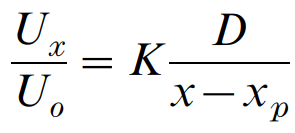 U_x / U_o = K D / (x − x_p)